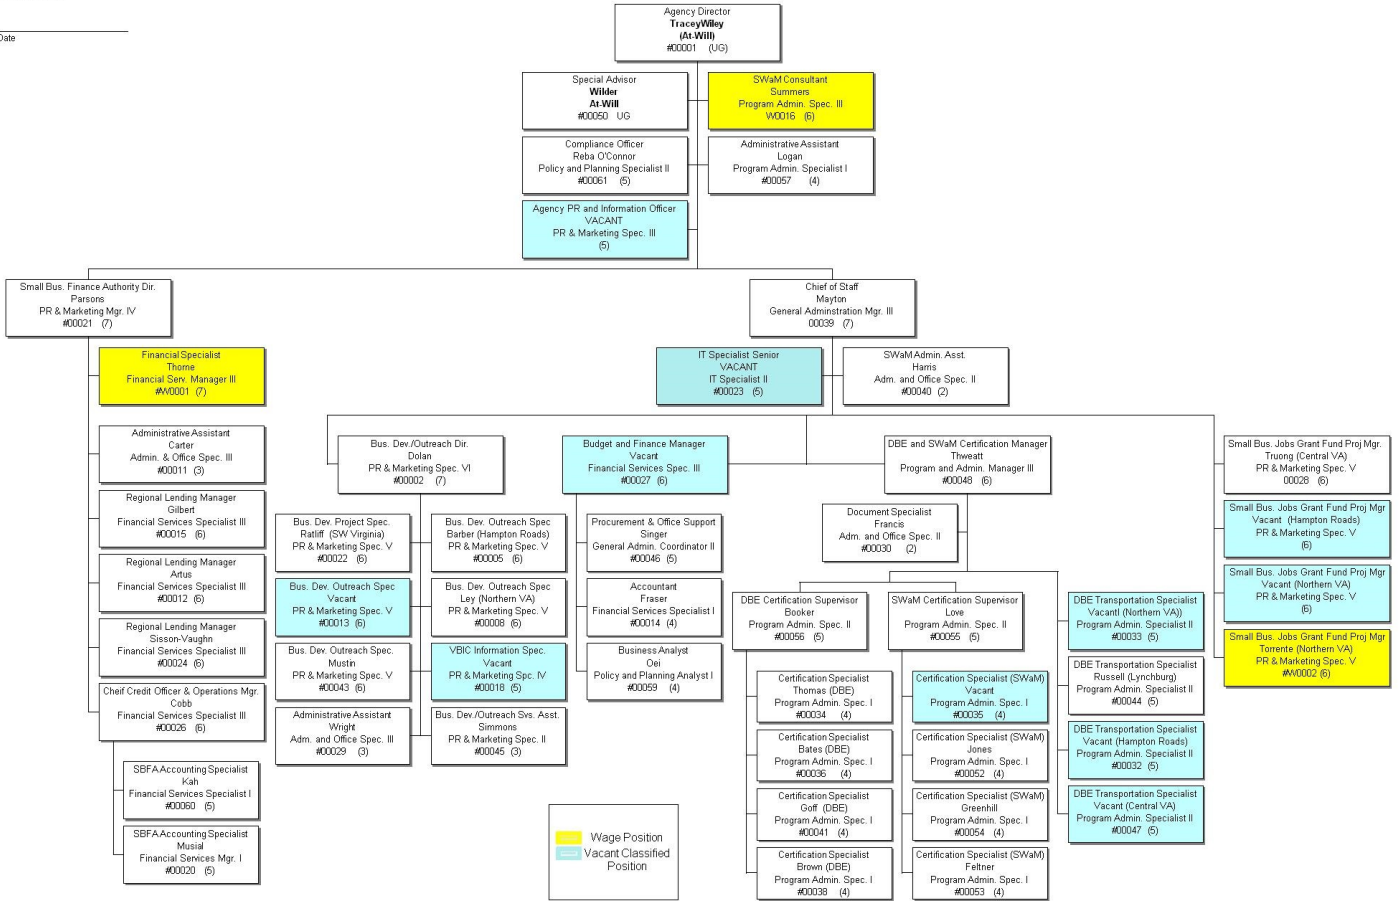 Date
Agency Director
TraceyWiley
(At-Will)
#00001 (UG)
Special Advisor
Wilder
At-Will
#00050 UG
SWaM Consultant
Summers
Program Admin. Spec. III
W0016 (6)
Compliance Officer
Reba O'Connor
Policy and Planning Specialist II
#00061 (5)
Administrative Assistant
Logan
Program Admin. Specialist I
#00057 (4)
Agency PR and Information Officer
VACANT
PR & Marketing Spec. III
(5)
Small Bus. Finance Authority Dir.
Parsons
PR & Marketing Mgr. IV
#00021 (7)
Chief of Staff
Mayton
General Adminstration Mgr. III
00039 (7)
Financial Specialist
Thorne
Financial Serv. Manager III
#W0001 (7)
IT Specialist Senior
VACANT
IT Specialist II
#00023 (5)
SWaM Admin. Asst.
Harris
Adm. and Office Spec. II
#00040 (2)
Administrative Assistant
Carter
Admin. & Office Spec. III
#00011 (3)
Regional Lending Manager
Gilbert
Financial Services Specialist III
#00015 (6)
Regional Lending Manager
Artus
Financial Services Specialist III
#00012 (6)
Regional Lending Manager
Sisson-Vaughn
Financial Services Specialist III
#00024 (6)
Cheif Credit Officer & Operations Mgr.
Cobb
Financial Services Specialist III
#00026 (6)
SBFA Accounting Specialist
Kah
Financial Services Specialist I
#00060 (5)
SBFA Accounting Specialist
Musial
Financial Services Mgr. I
#00020 (5)
Bus. Dev./Outreach Dir.
Dolan
PR & Marketing Spec. VI
#00002 (7)
Bus. Dev. Project Spec.
Ratliff (SW Virginia)
PR & Marketing Spec. V
#00022 (6)
Bus. Dev. Outreach Spec
Barber (Hampton Roads)
PR & Marketing Spec. V
#00005 (6)
Bus. Dev. Outreach Spec
Vacant
PR & Marketing Spec. V
#00013 (6)
Bus. Dev. Outreach Spec
Ley (Northern VA)
PR & Marketing Spec. V
#00008 (6)
Bus. Dev. Outreach Spec.
Mustin
PR & Marketing Spec. V
#00043 (6)
VBIC Information Spec.
Vacant
PR & Marketing Spc. IV
#00018 (5)
Administrative Assistant
Wright
Adm. and Office Spec. III
#00029 (3)
Bus. Dev./Outreach Svs. Asst.
Simmons
PR & Marketing Spec. II
#00045 (3)
Budget and Finance Manager
Vacant
Financial Services Spec. III
#00027 (6)
Procurement & Office Support
Singer
General Admin. Coordinator II
#00046 (5)
Accountant
Fraser
Financial Services Specialist I
#00014 (4)
Business Analyst
Oei
Policy and Planning Analyst I
#00059 (4)
DBE and SWaM Certification Manager
Thweatt
Program and Admin. Manager III
#00048 (6)
Document Specialist
Francis
Adm. and Office Spec. II
#00030 (2)
DBE Certification Supervisor
Booker
Program Admin. Spec. II
#00056 (5)
Certification Specialist
Thomas (DBE)
Program Admin. Spec. I
#00034 (4)
Certification Specialist
Bates (DBE)
Program Admin. Spec. I
#00036 (4)
Certification Specialist
Goff (DBE)
Program Admin. Spec. I
#00041 (4)
Certification Specialist
Brown (DBE)
Program Admin. Spec. I
#00038 (4)
SWaM Certification Supervisor
Love
Program Admin. Spec. II
#00055 (5)
Certification Specialist (SWaM)
Vacant
Program Admin. Spec. I
#00035 (4)
Certification Specialist (SWaM)
Jones
Program Admin. Spec. I
#00052 (4)
Certification Specialist (SWaM)
Greenhill
Program Admin. Spec. I
#00054 (4)
Certification Specialist (SWaM)
Feltner
Program Admin. Spec. I
#00053 (4)
DBE Transportation Specialist
Vacantl (Northern VA))
Program Admin. Specialist II
#00033 (5)
DBE Transportation Specialist
Russell (Lynchburg)
Program Admin. Specialist II
#00044 (5)
DBE Transportation Specialist
Vacant (Hampton Roads)
Program Admin. Specialist II
#00032 (5)
DBE Transportation Specialist
Vacant (Central VA)
Program Admin. Specialist II
#00047 (5)
Small Bus. Jobs Grant Fund Proj Mgr.
Truong (Central VA)
PR & Marketing Spec. V
00028 (6)
Small Bus. Jobs Grant Fund Proj Mgr
Vacant (Hampton Roads)
PR & Marketing Spec. V
(6)
Small Bus. Jobs Grant Fund Proj Mgr
Vacant (Northern VA)
PR & Marketing Spec. V
(6)
Small Bus. Jobs Grant Fund Proj Mgr
Torrente (Northern VA)
PR & Marketing Spec. V
#W0002 (6)
Wage Position
Vacant Classified
Position